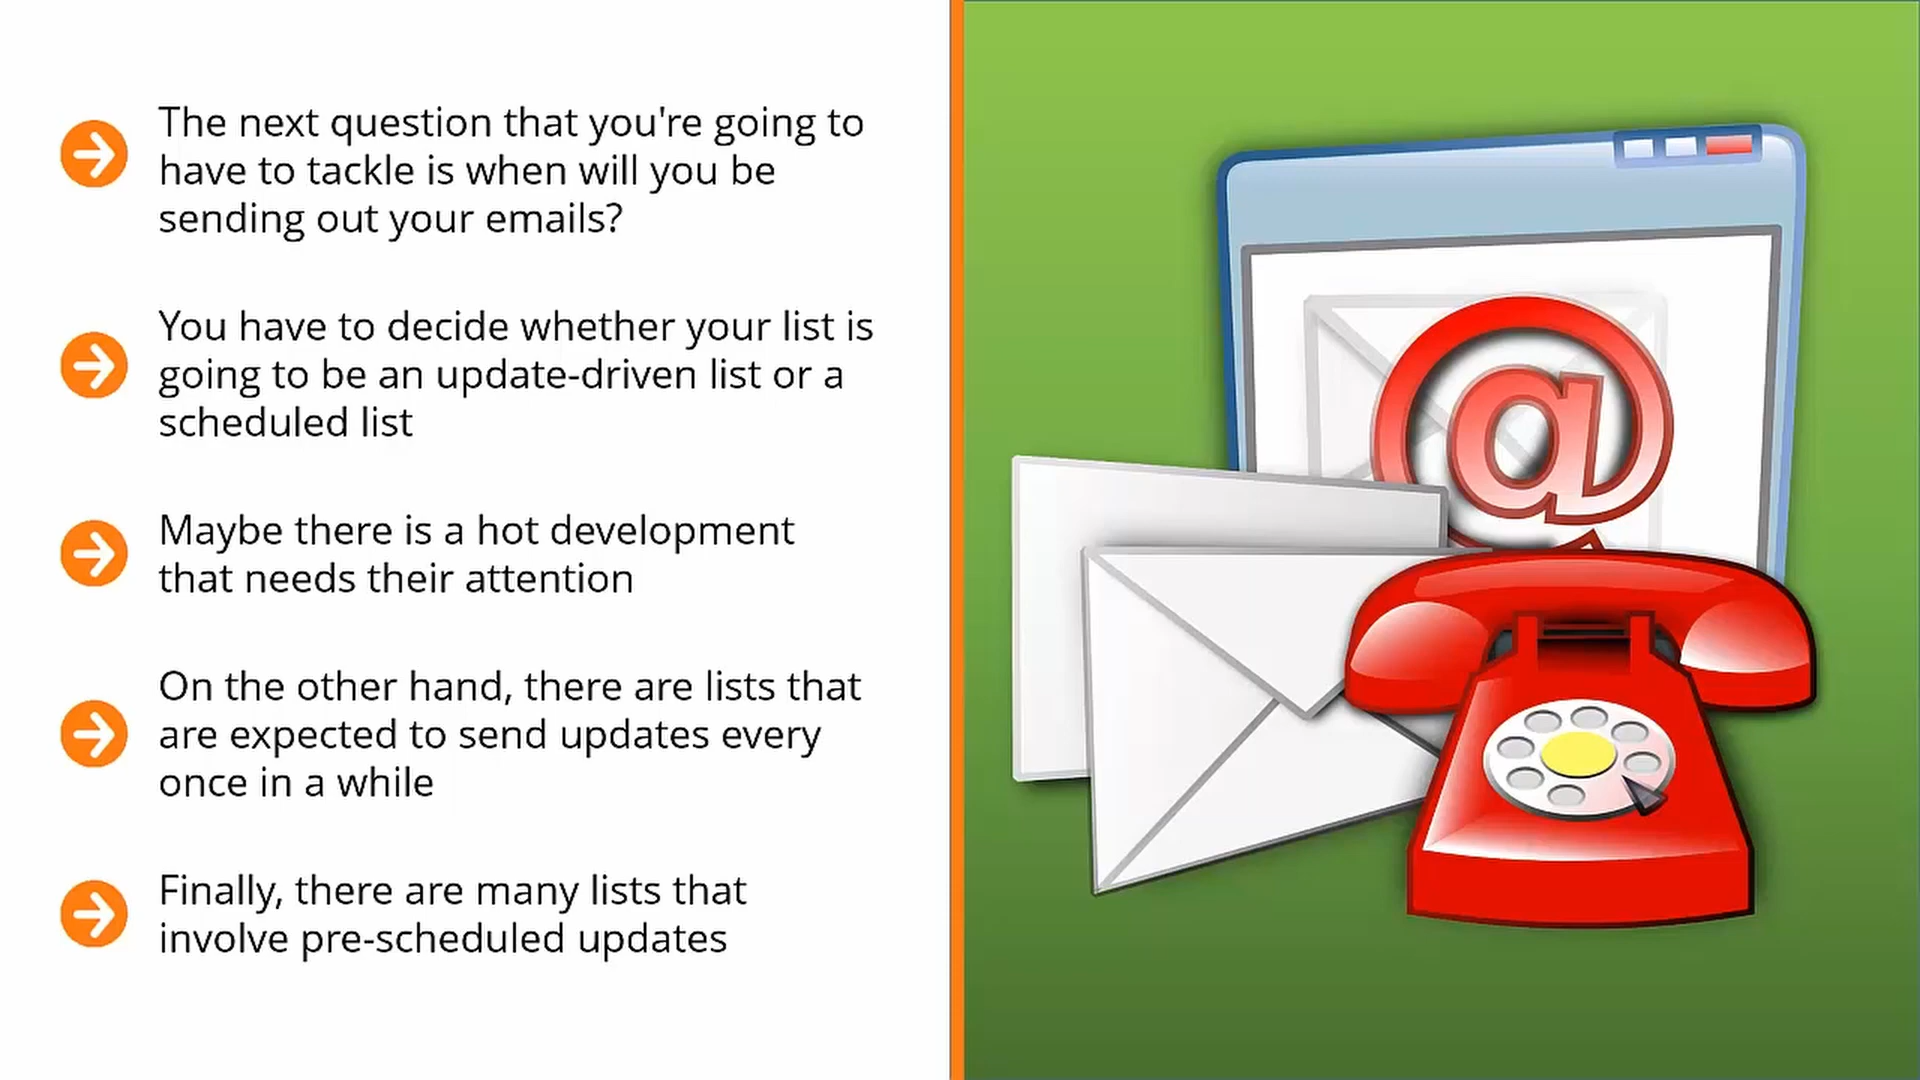 The next question that you're going to
have to tackle is when will you be
sending out your emails?
You have to decide whether your list is
going to be an update-driven list or a
scheduled list
Maybe there is a hot development
that needs their attention
On the other hand, there are lists that
are expected to send updates every
once in a while
Finally, there are many lists that
involve pre-scheduled updates
@